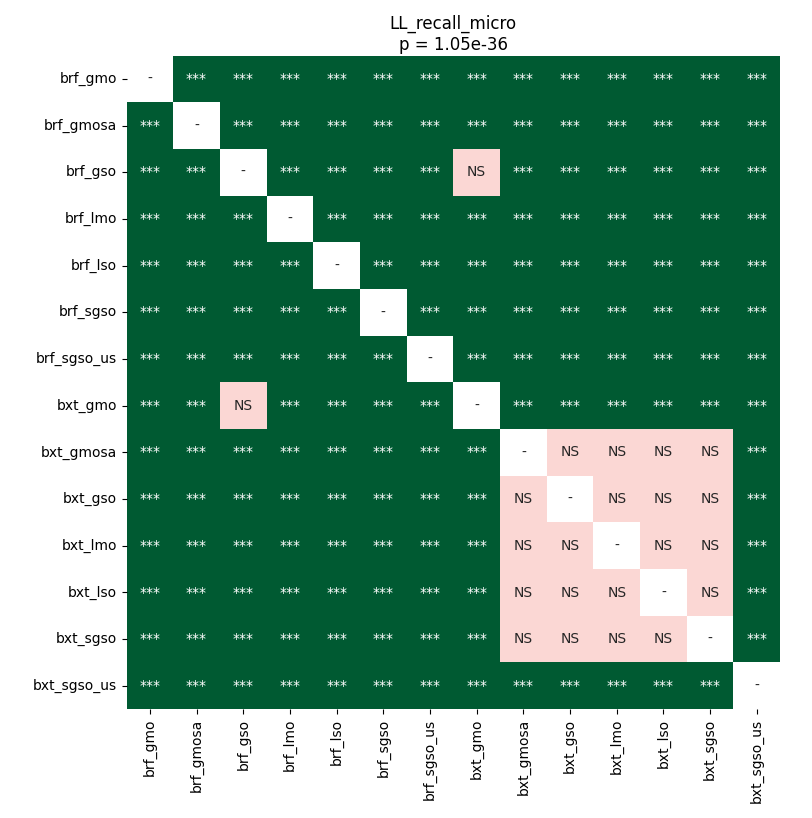 LL_recall_micro
p = 1.05e-36
brf_gmo - *** *** *** *** *** *** *** *** *** *** *** *** ***
brf_gmosa *** - *** *** *** *** *** *** *** *** *** *** *** ***
brf_gso *** *** - *** *** *** *** NS *** *** *** *** *** ***
brf_lmo *** *** *** - *** *** *** *** *** *** *** *** *** ***
brf_lso *** *** *** *** - *** *** *** *** *** *** *** *** ***
brf_sgso *** *** *** *** *** - *** *** *** *** *** *** *** ***
brf_sgso_us *** *** *** *** *** *** - *** *** *** *** *** *** ***
bxt_gmo *** *** NS *** *** *** *** - *** *** *** *** *** ***
bxt_gmosa *** *** *** *** *** *** *** *** - NS NS NS NS ***
bxt_gso *** *** *** *** *** *** *** *** NS - NS NS NS ***
bxt_lmo *** *** *** *** *** *** *** *** NS NS - NS NS ***
bxt_lso *** *** *** *** *** *** *** *** NS NS NS - NS ***
bxt_sgso *** *** *** *** *** *** *** *** NS NS NS NS - ***
bxt_sgso_us *** *** *** *** *** *** *** *** *** *** *** *** *** -
brf_gmo brf_gmosa brf_gso brf_lmo brf_lso brf_sgso brf_sgso_us bxt_gmo bxt_gmosa bxt_gso bxt_lmo bxt_lso bxt_sgso bxt_sgso_us